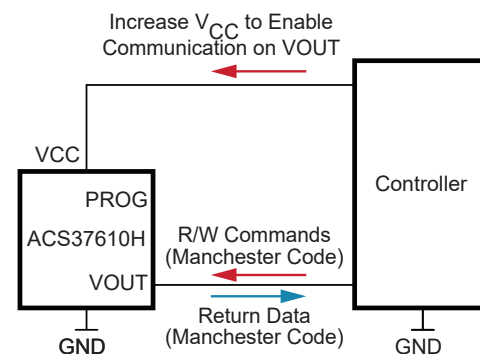 Increase VCC to Enable
Communication on VOUT
VCC
PROG
ACS37610H
VOUT
GND
R/W Commands
(Manchester Code)
Return Data
(Manchester Code)
Controller
GND